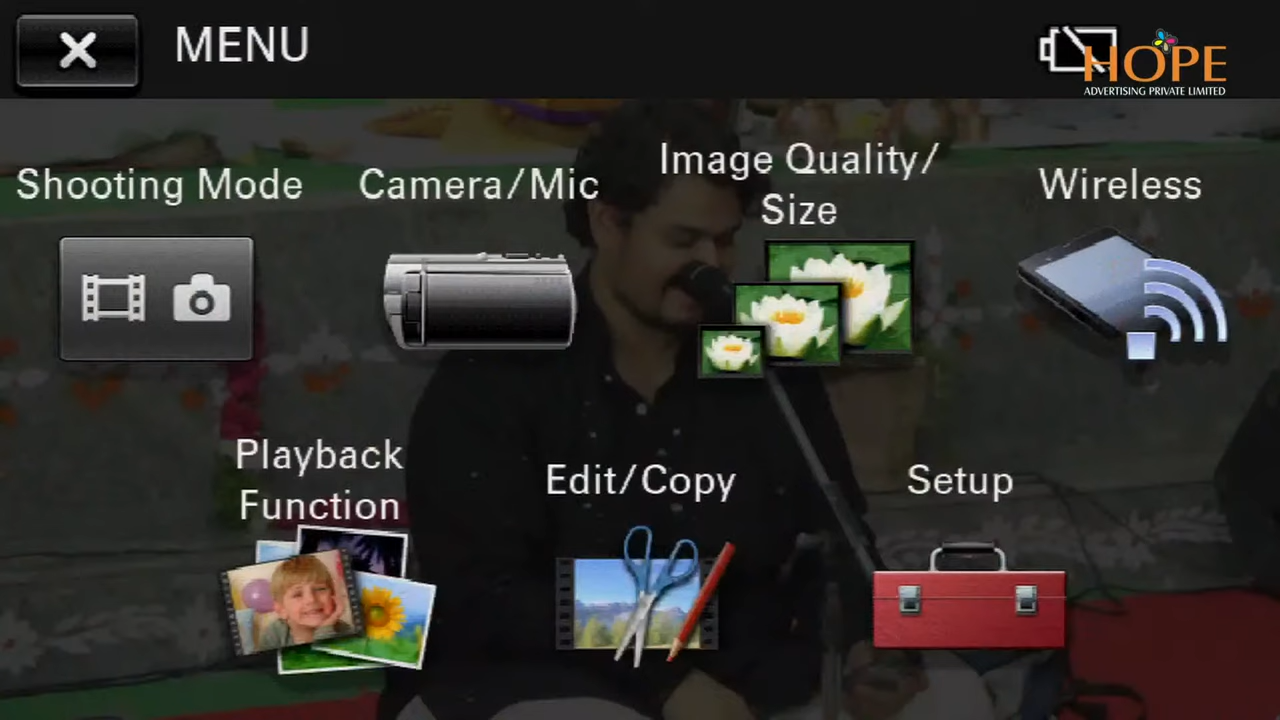 MENU
HOPE
ADVERTISING PRIVATE LIMITED
Shooting Mode
Camera/Mic
Image Quality/
Size
Wireless
Playback
Function
Edit/Copy
Setup